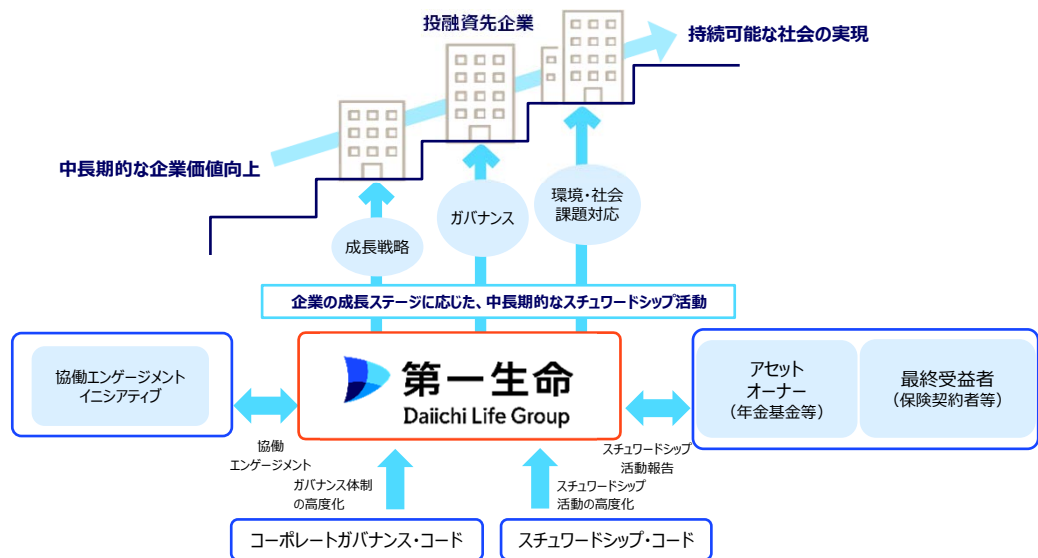 投融資先企業
持続可能な社会の実現
中長期的な企業価値向上
環境・社会
課題対応
ガバナンス
成長戦略
企業の成長ステージに応じた、中長期的なスチュワードシップ活動
協働エンゲージメント
イニシアティブ
第一生命
Daiichi Life Group
アセット
オーナー
（年金基金等）
最終受益者
（保険契約者等）
協働
エンゲージメント
スチュワードシップ
活動報告
ガバナンス体制
の高度化
スチュワードシップ
活動の高度化
コーポレートガバナンス・コード
スチュワードシップ・コード